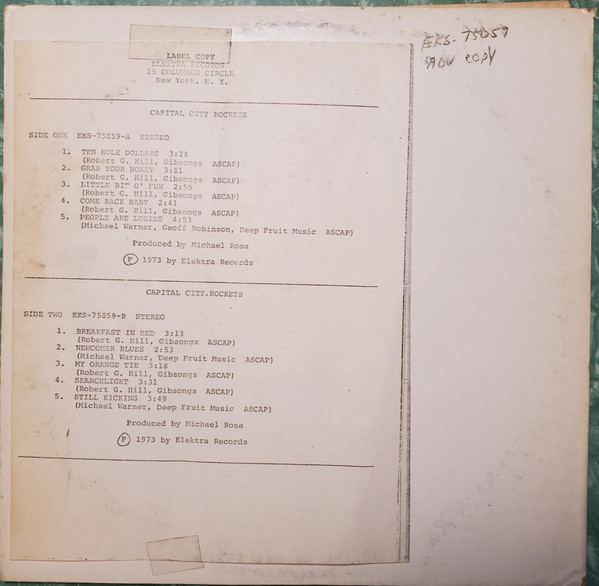 EKS-75059
SHOW COPY
LABEL COPY
ELEKTRA RECORDS
15 COLUMBUS CIRCLE
New York, N. Y.
CAPITAL CITY ROCKETS
SIDE ONE EKS-75059-A STEREO
1. TEN HOLE DOLLARS 3:24
(Robert G. Hill, Gibsongs ASCAP)
2. GRAB YOUR HONEY 3:01
(Robert G. Hill, Gibsongs ASCAP)
3. LITTLE BIT O' FUN 2:59
(Robert G. Hill, Gibsongs ASCAP)
4. COME BACK BABY 2:41
(Robert G. Hill, Gibsongs ASCAP)
5. PEOPLE ARE LOSING 4:53
(Michael Warner, Geoff Robinson, Deep Fruit Music ASCAP)
Produced by Michael Rosa
Ⓟ 1973 by Elektra Records
CAPITAL CITY.ROCKETS
SIDE TWO EKS-75059-B STEREO
1. BREAKFAST IN BED 3:13
(Robert G. Hill, Gibsongs ASCAP)
2. NEWCOMER BLUES 2:53
(Michael Warner, Deep Fruit Music ASCAP)
3. MY ORANGE TIE 3:18
(Robert G. Hill, Gibsongs ASCAP)
4. SEARCHLIGHT 3:31
(Robert G. Hill, Gibsongs ASCAP)
5. STILL KICKING 3:49
(Michael Warner, Deep Fruit Music ASCAP)
Produced by Michael Rosa
Ⓟ 1973 by Elektra Records